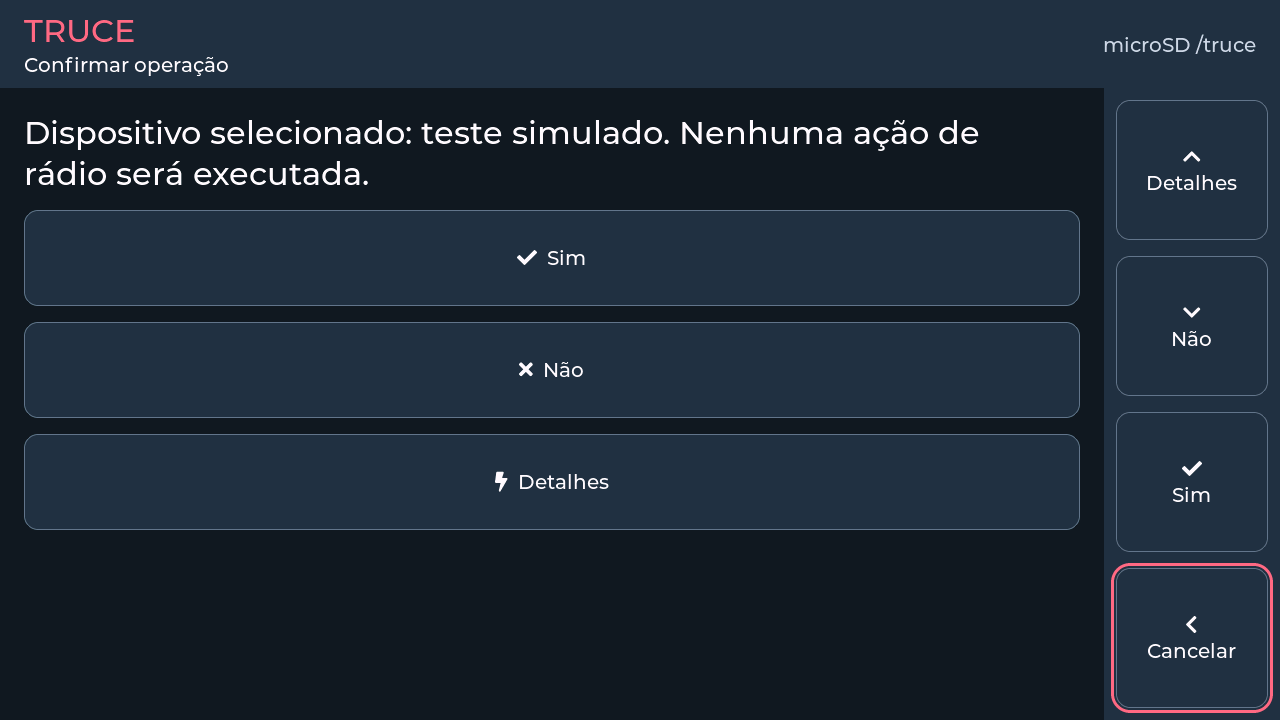 TRUCE
Confirmar operação
microSD /truce
Dispositivo selecionado: teste simulado. Nenhuma ação de
rádio será executada.
Sim
Não
Detalhes
Detalhes
Não
Sim
Cancelar